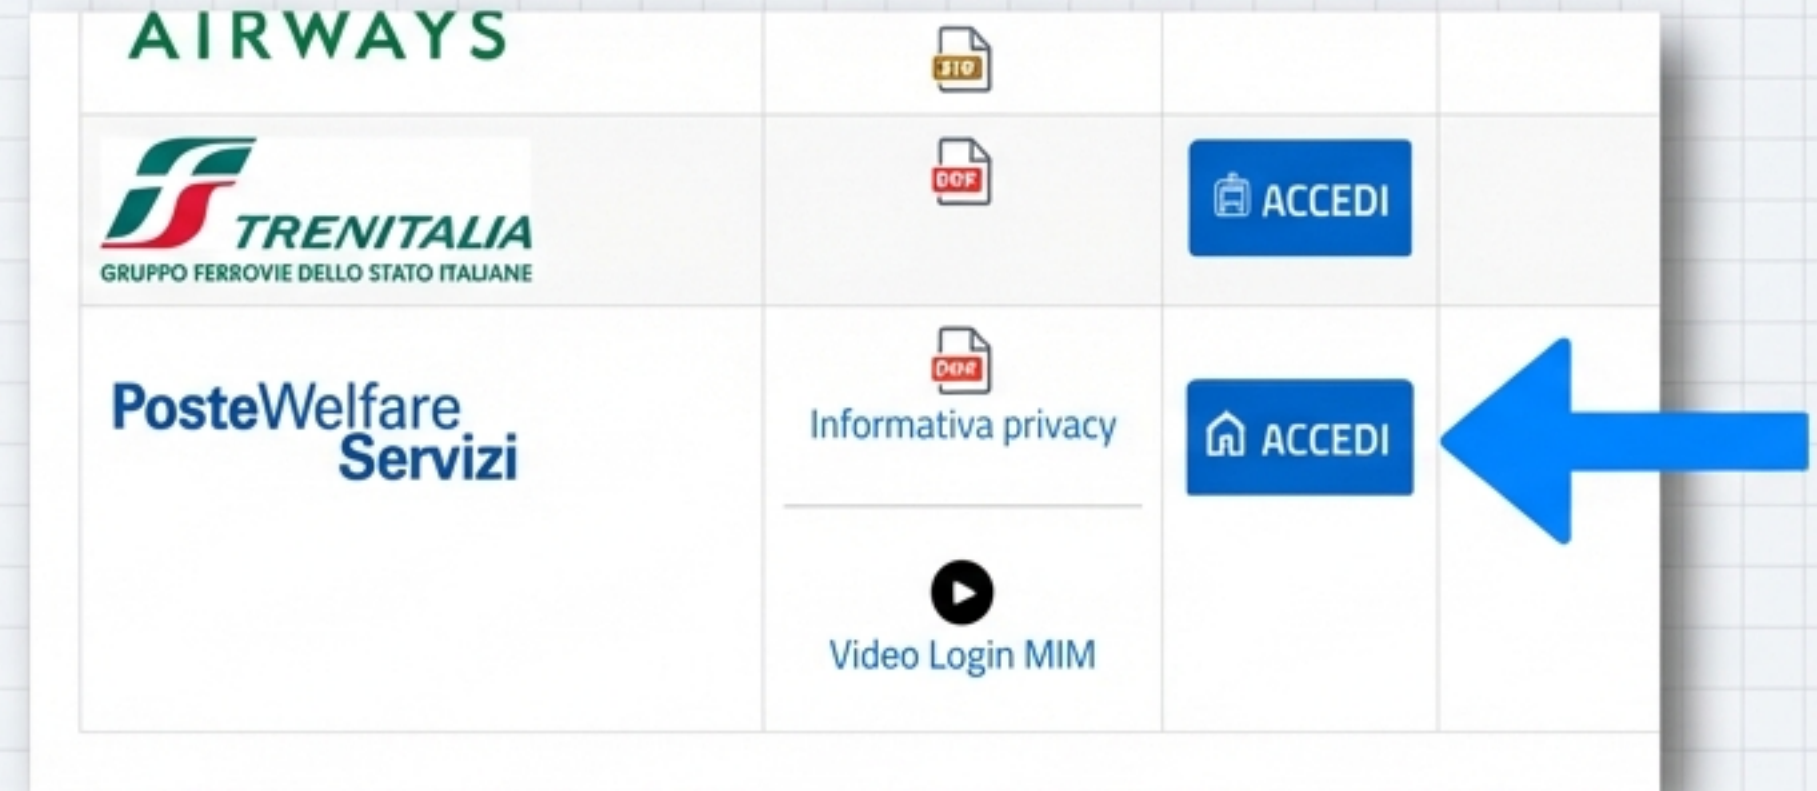 AIRWAYS
TRENITALIA
GRUPPO FERROVIE DELLO STATO ITALIANE
ACCEDI
PosteWelfare
Servizi
Informativa privacy
ACCEDI
Video Login MIM